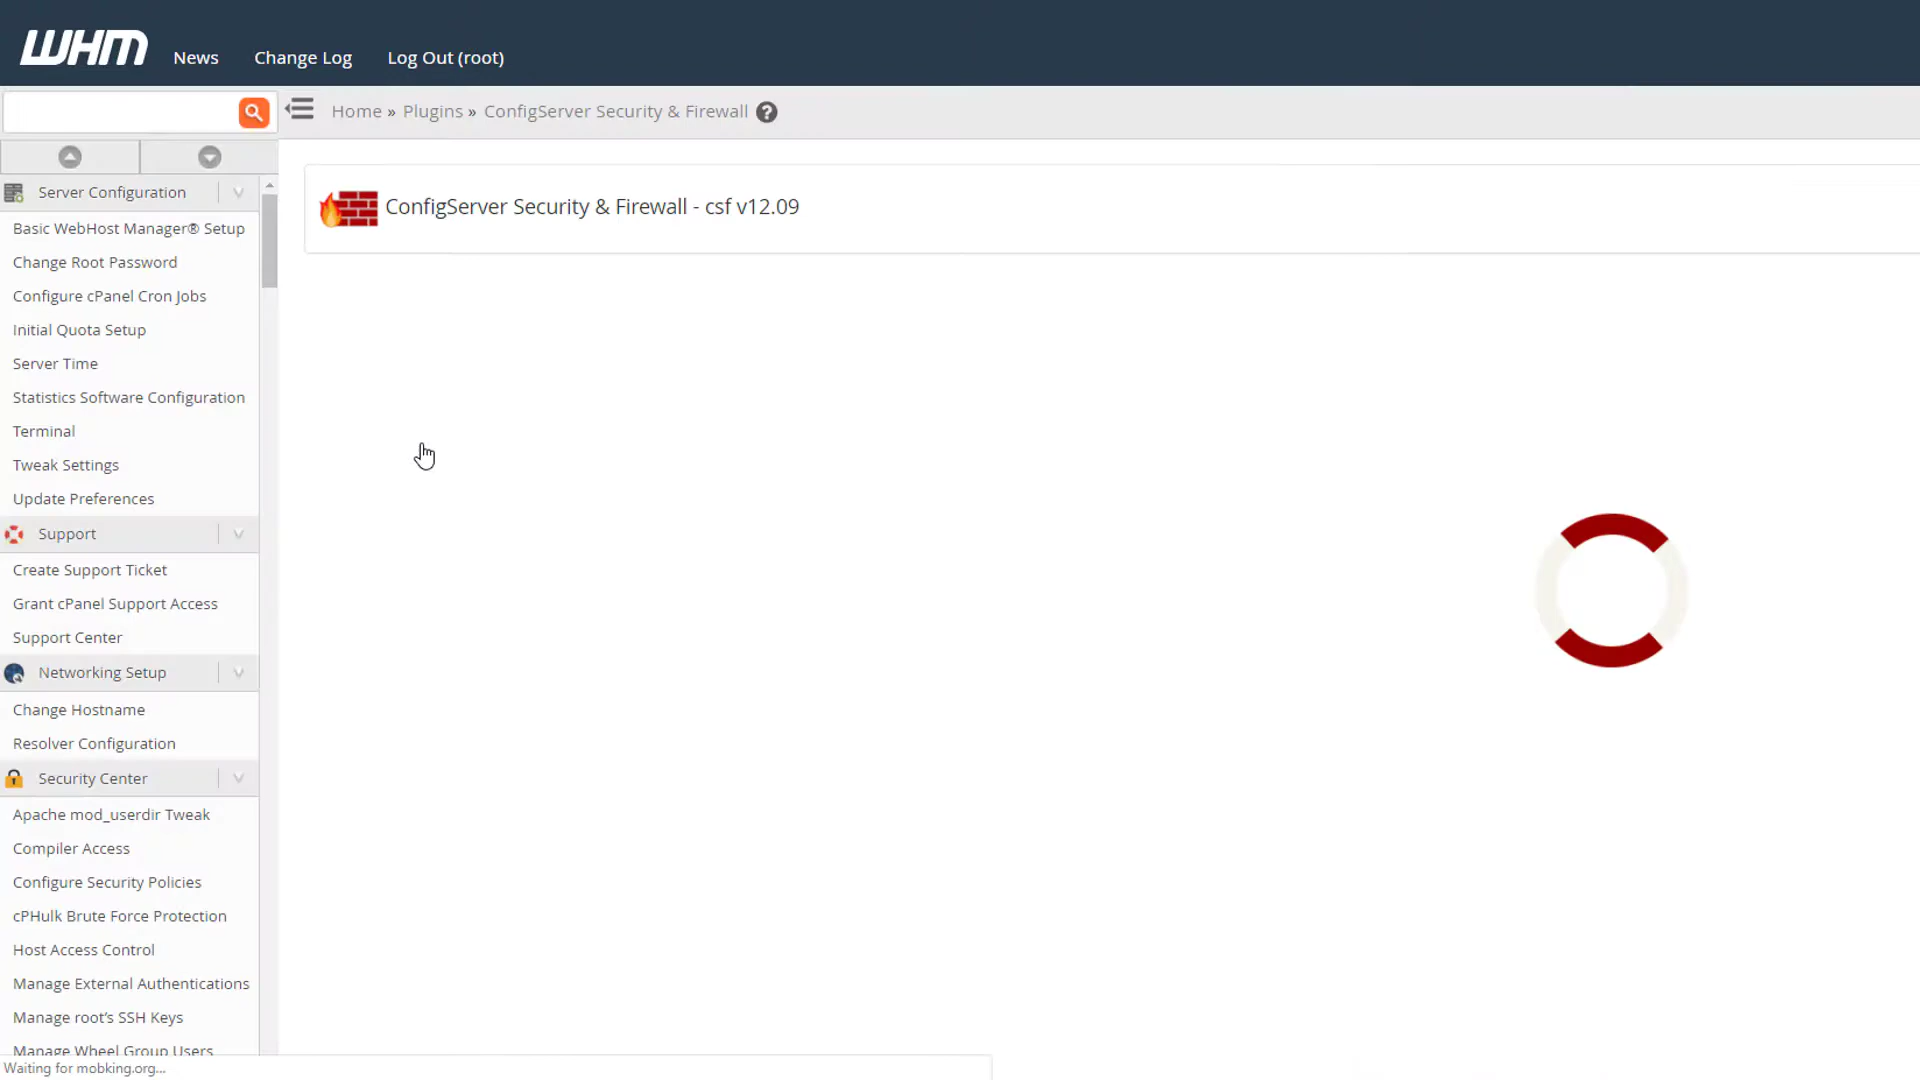 WHM
News
Change Log
Log Out (root)
Home » Plugins » ConfigServer Security & Firewall ?
Server Configuration
Basic WebHost Manager® Setup
Change Root Password
Configure cPanel Cron Jobs
Initial Quota Setup
Server Time
Statistics Software Configuration
Terminal
Tweak Settings
Update Preferences
Support
Create Support Ticket
Grant cPanel Support Access
Support Center
Networking Setup
Change Hostname
Resolver Configuration
Security Center
Apache mod_userdir Tweak
Compiler Access
Configure Security Policies
cPHulk Brute Force Protection
Host Access Control
Manage External Authentications
Manage root's SSH Keys
Manage Wheel Group Users
Waiting for mobking.org...
ConfigServer Security & Firewall - csf v12.09